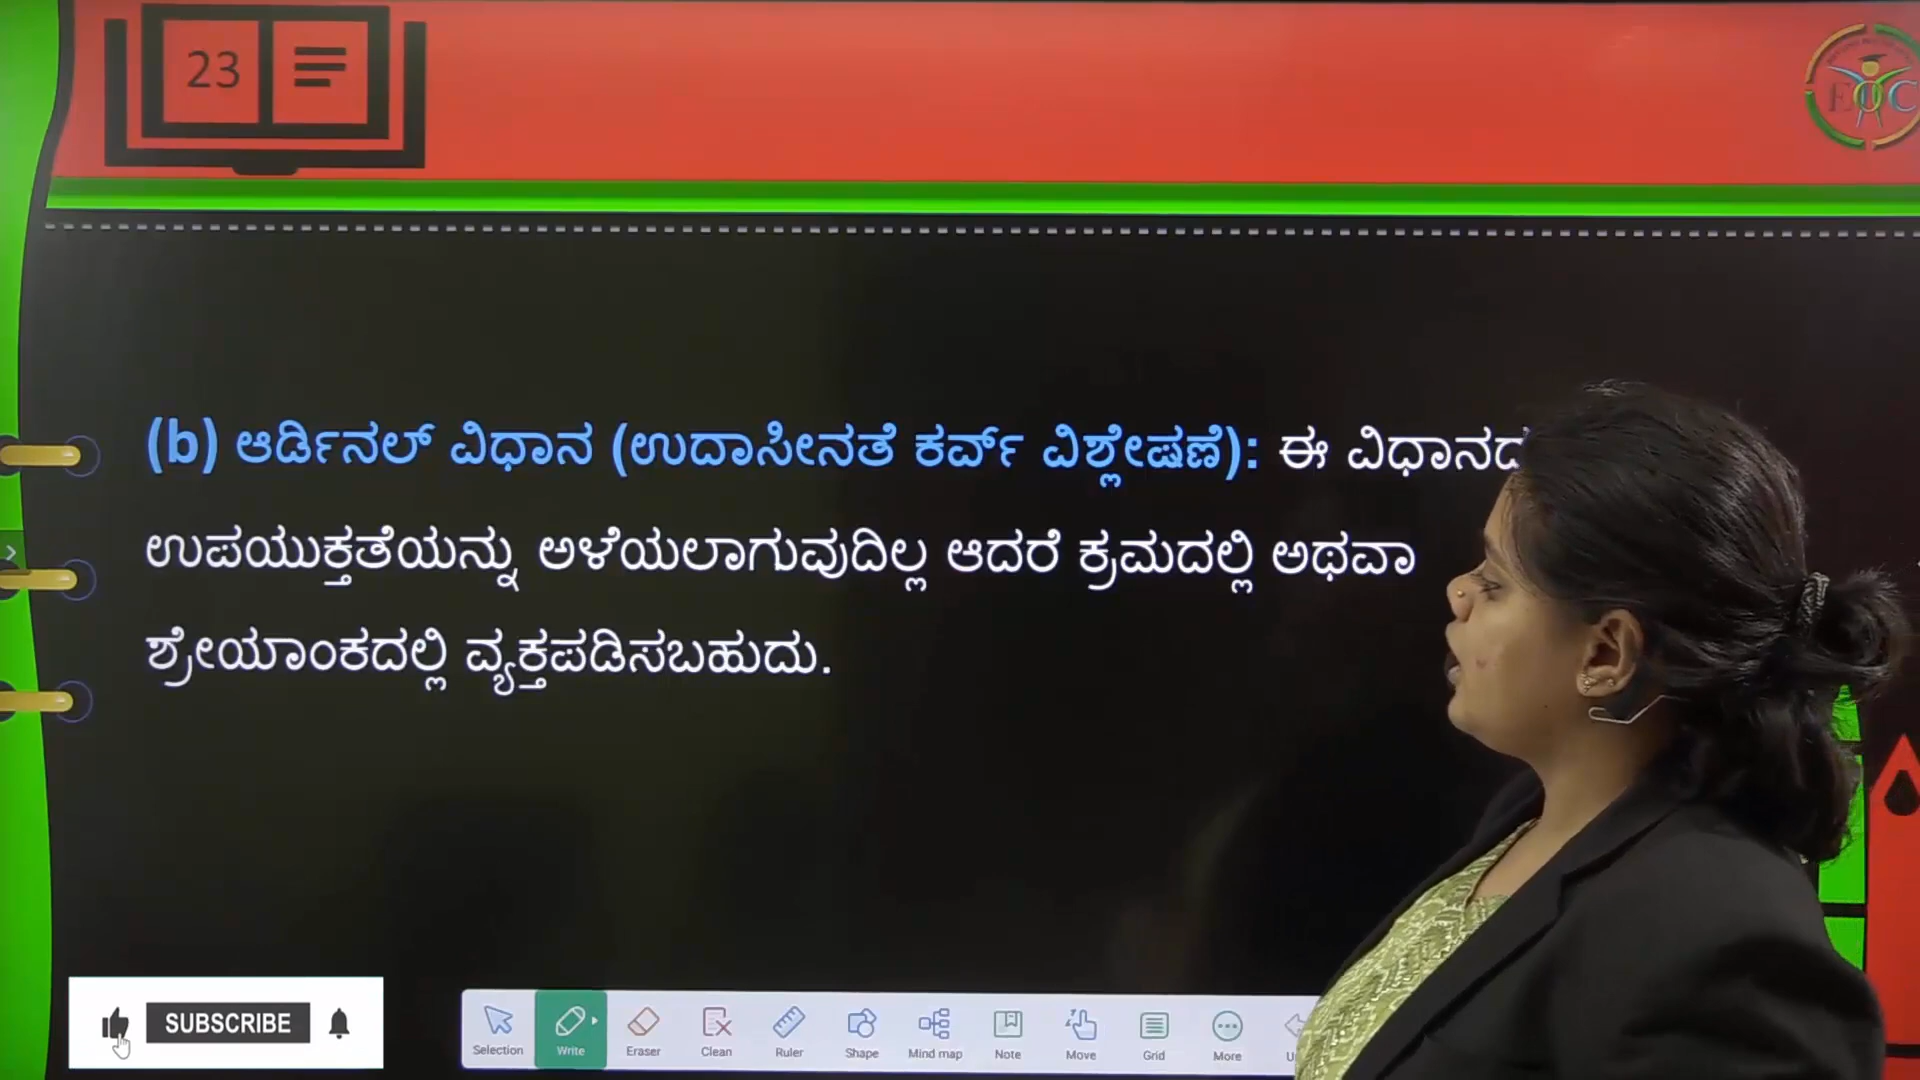 23
EOC
(b) ಆರ್ಡಿನಲ್ ವಿಧಾನ (ಉದಾಸೀನತೆ ಕರ್ವ್ ವಿಶ್ಲೇಷಣೆ): ಈ
ಉಪಯುಕ್ತತೆಯನ್ನು ಅಳೆಯಲಾಗುವುದಿಲ್ಲ ಆದರೆ ಕ್ರಮದಲ್ಲಿ ಅಥವಾ
ಶ್ರೇಯಾಂಕದಲ್ಲಿ ವ್ಯಕ್ತಪಡಿಸಬಹುದು.
SUBSCRIBE
Selection Write Eraser Clean Ruler Shape Mind map Note Move Grid More